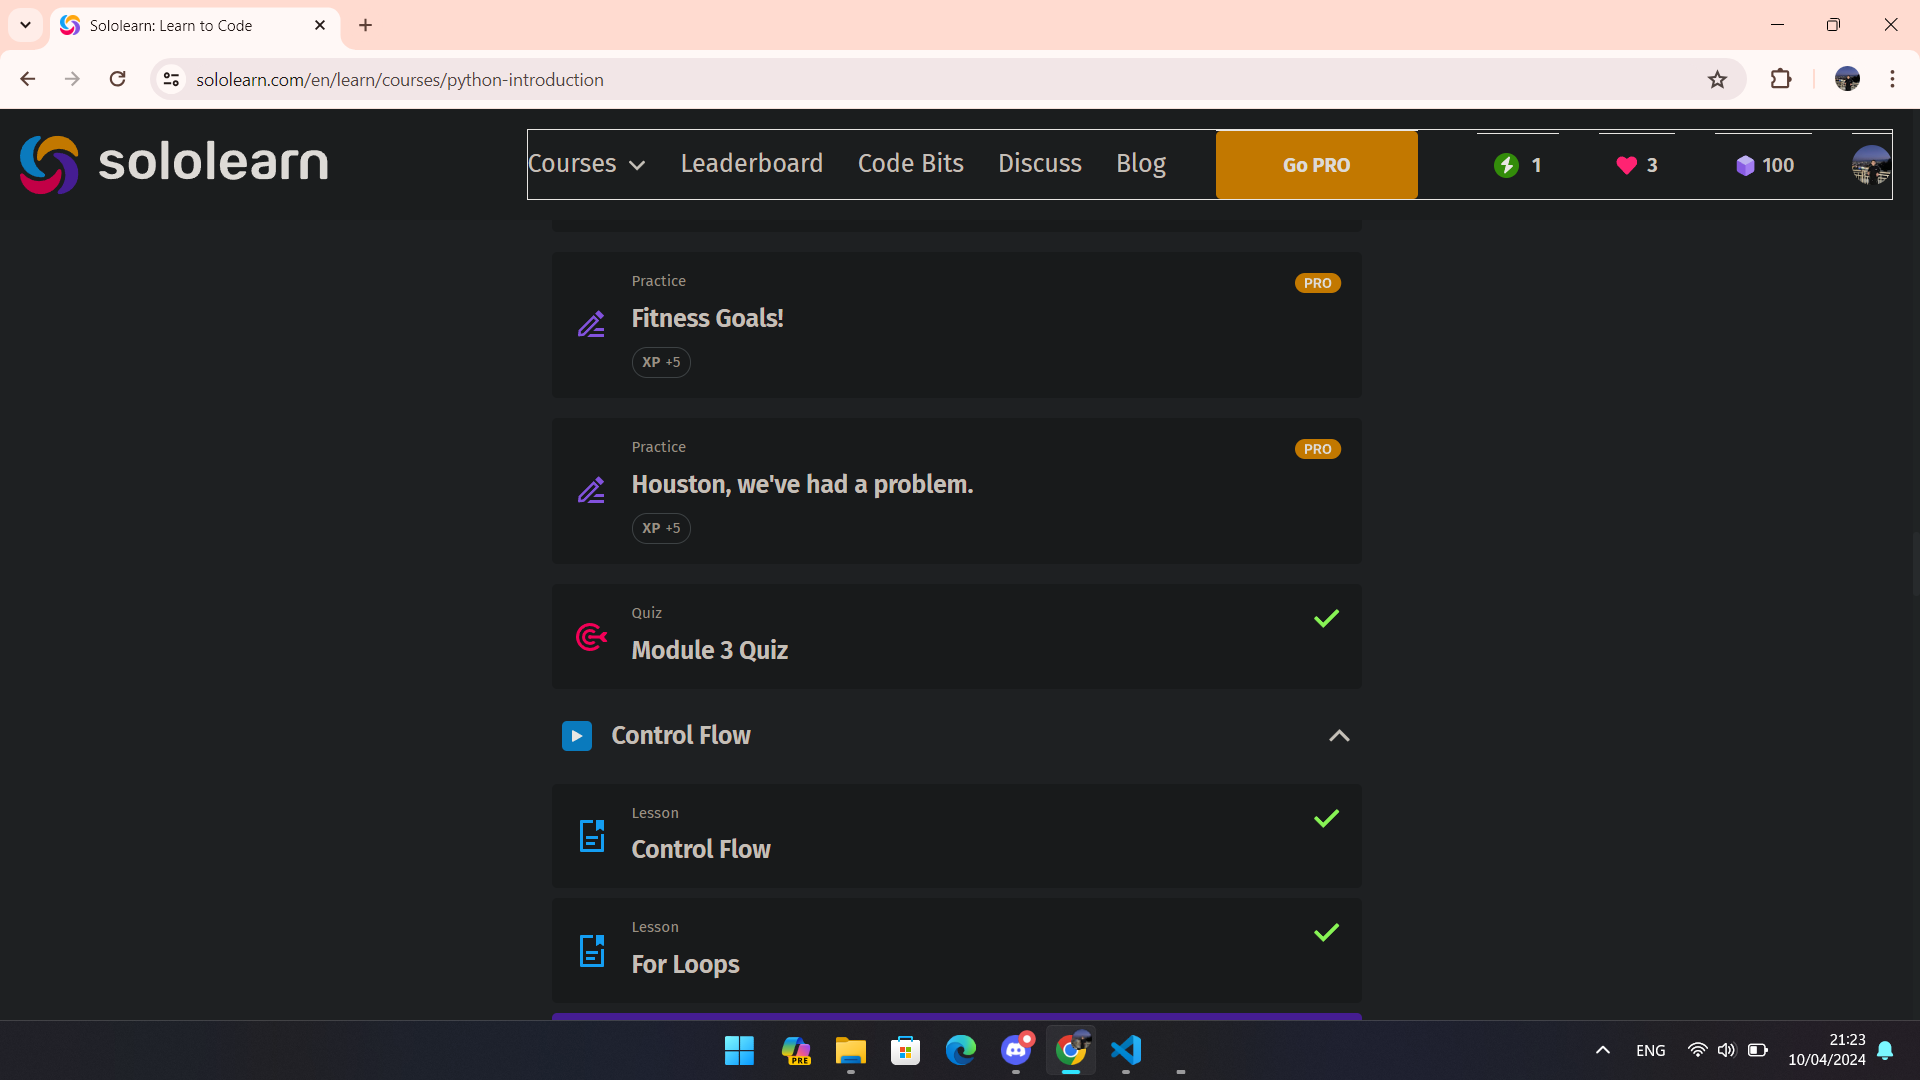 Sololearn: Learn to Code
sololearn.com/en/learn/courses/python-introduction
sololearn
Courses Leaderboard Code Bits Discuss Blog Go PRO 1 3 100
Practice
PRO
Fitness Goals!
XP +5
Practice
PRO
Houston, we've had a problem.
XP +5
Quiz
Module 3 Quiz
Control Flow
Lesson
Control Flow
Lesson
For Loops
PRE
ENG
21:23
10/04/2024